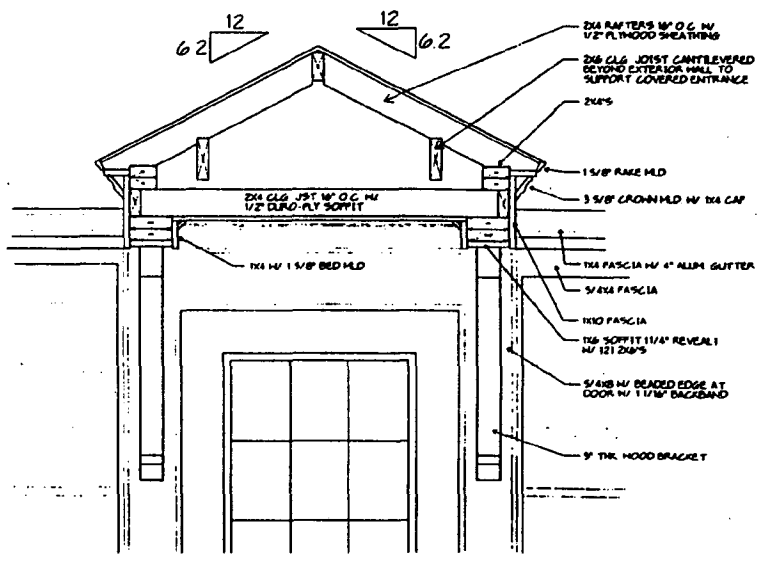 12
6.2
12
6.2
2X4 RAFTERS 16" O.C. W/
1/2" PLYWOOD SHEATHING
2X6 CLG JOIST CANTILEVERED
BEYOND EXTERIOR WALL TO
SUPPORT COVERED ENTRANCE
2X4'S
1 5/8" RAKE MLD
3 5/8" CROWN MLD W/ 1X4 CAP
2X4 CLG JST 16" O.C. W/
1/2" DURO-PLY SOFFIT
1X4 W/ 1 5/8" BED MLD
1X4 FASCIA W/ 4" ALUM GUTTER
5/4X4 FASCIA
1X10 FASCIA
1X6 SOFFIT (1/4" REVEAL)
W/ (2) 2X6'S
5/4X8 W/ BEADED EDGE AT
DOOR W/ 1 1/16" BACKBAND
THK WOOD BRACKET